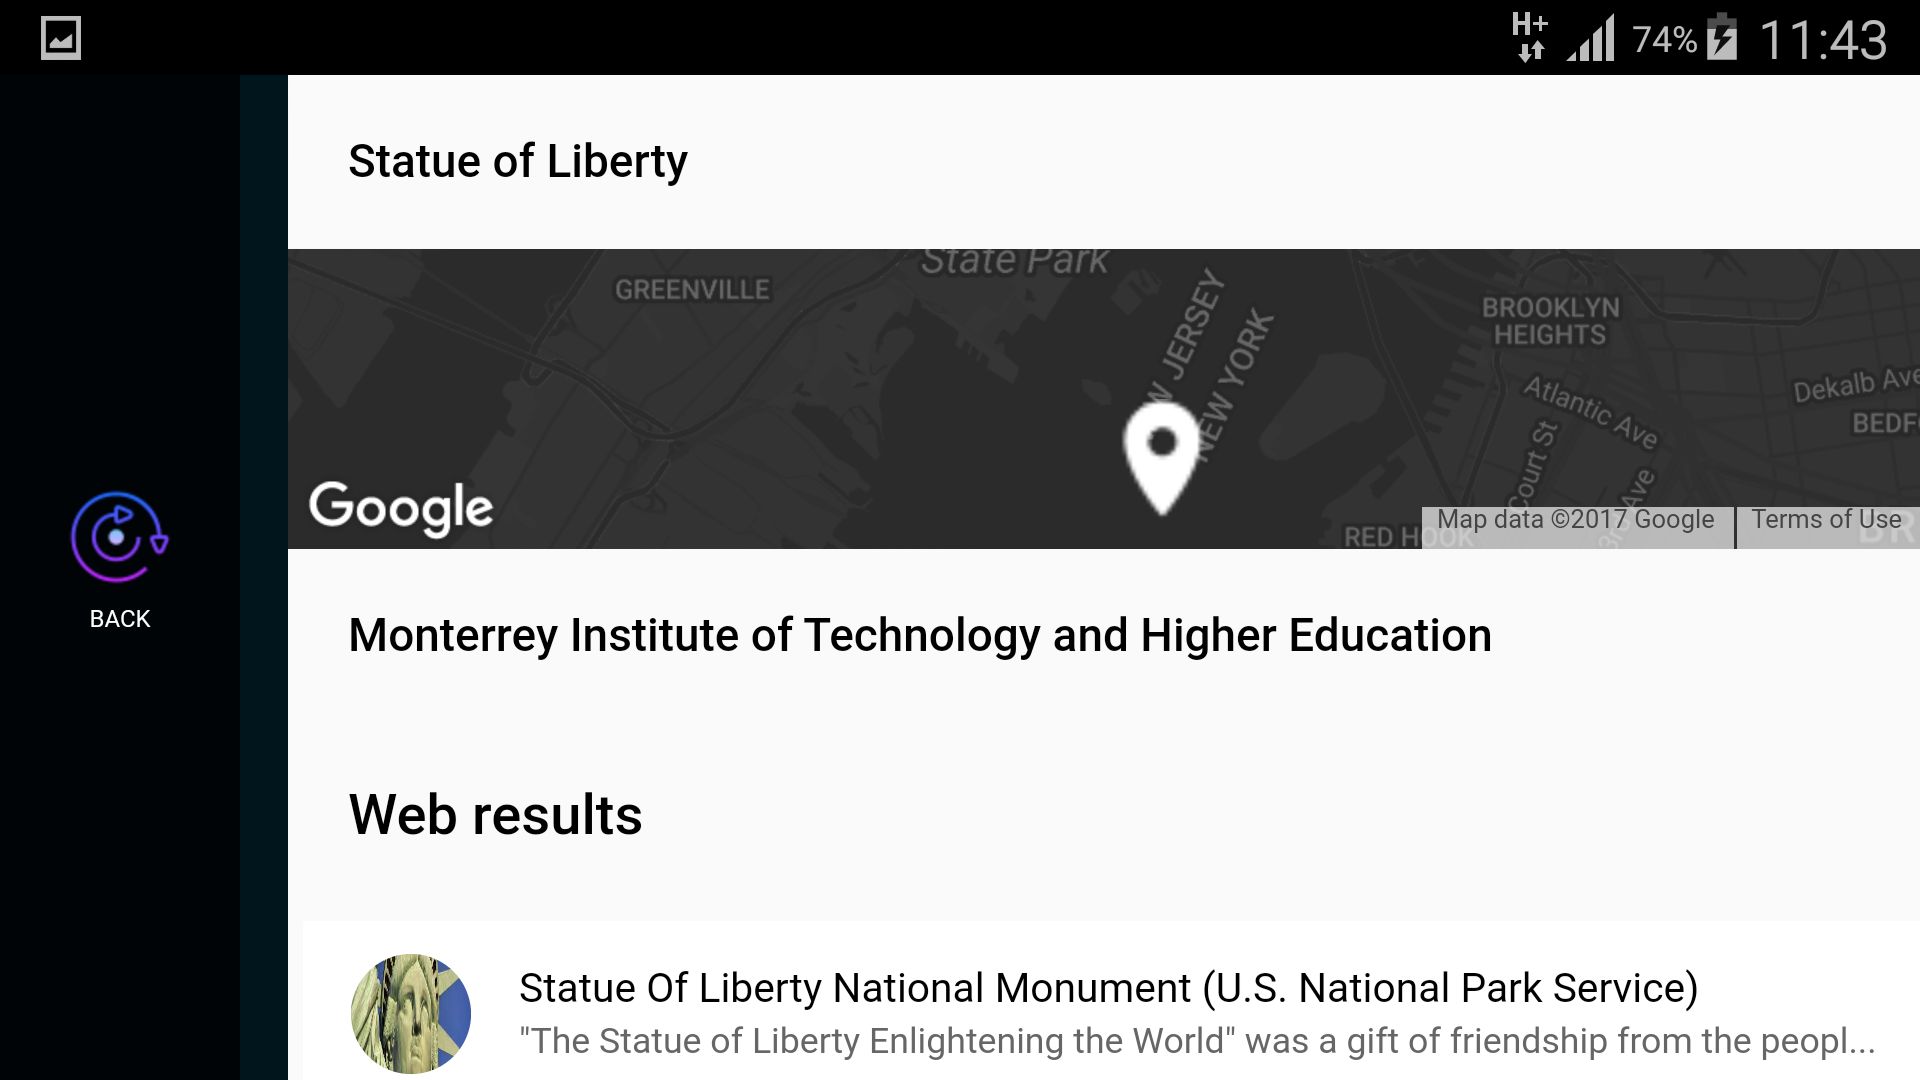 H+ 74% 11:43
Statue of Liberty
State Park
GREENVILLE
W JERSEY
NEW YORK
BROOKLYN
HEIGHTS
Dekalb Ave
Atlantic Ave
BEDF
Court St
Ave
Google
RED HOOK
Map data ©2017 Google
Terms of Use
BR
BACK
Monterrey Institute of Technology and Higher Education
Web results
Statue Of Liberty National Monument (U.S. National Park Service)
"The Statue of Liberty Enlightening the World" was a gift of friendship from the peopl...